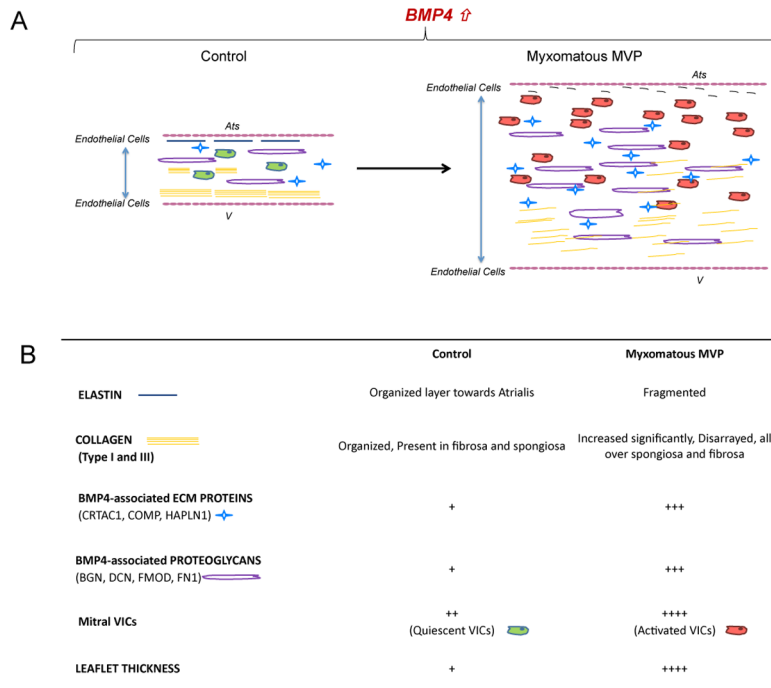 A
BMP4 ⇧
Control
Myxomatous MVP
Ats
Endothelial Cells
Ats
Endothelial Cells
Endothelial Cells
V
Endothelial Cells
V
B
Control
Myxomatous MVP
ELASTIN
Organized layer towards Atrialis
Fragmented
COLLAGEN
(Type I and III)
Organized, Present in fibrosa and spongiosa
Increased significantly, Disarrayed, all
over spongiosa and fibrosa
BMP4-associated ECM PROTEINS
(CRTAC1, COMP, HAPLN1)
+
+++
BMP4-associated PROTEOGLYCANS
(BGN, DCN, FMOD, FN1)
+
+++
Mitral VICs
++
(Quiescent VICs)
++++
(Activated VICs)
LEAFLET THICKNESS
+
++++